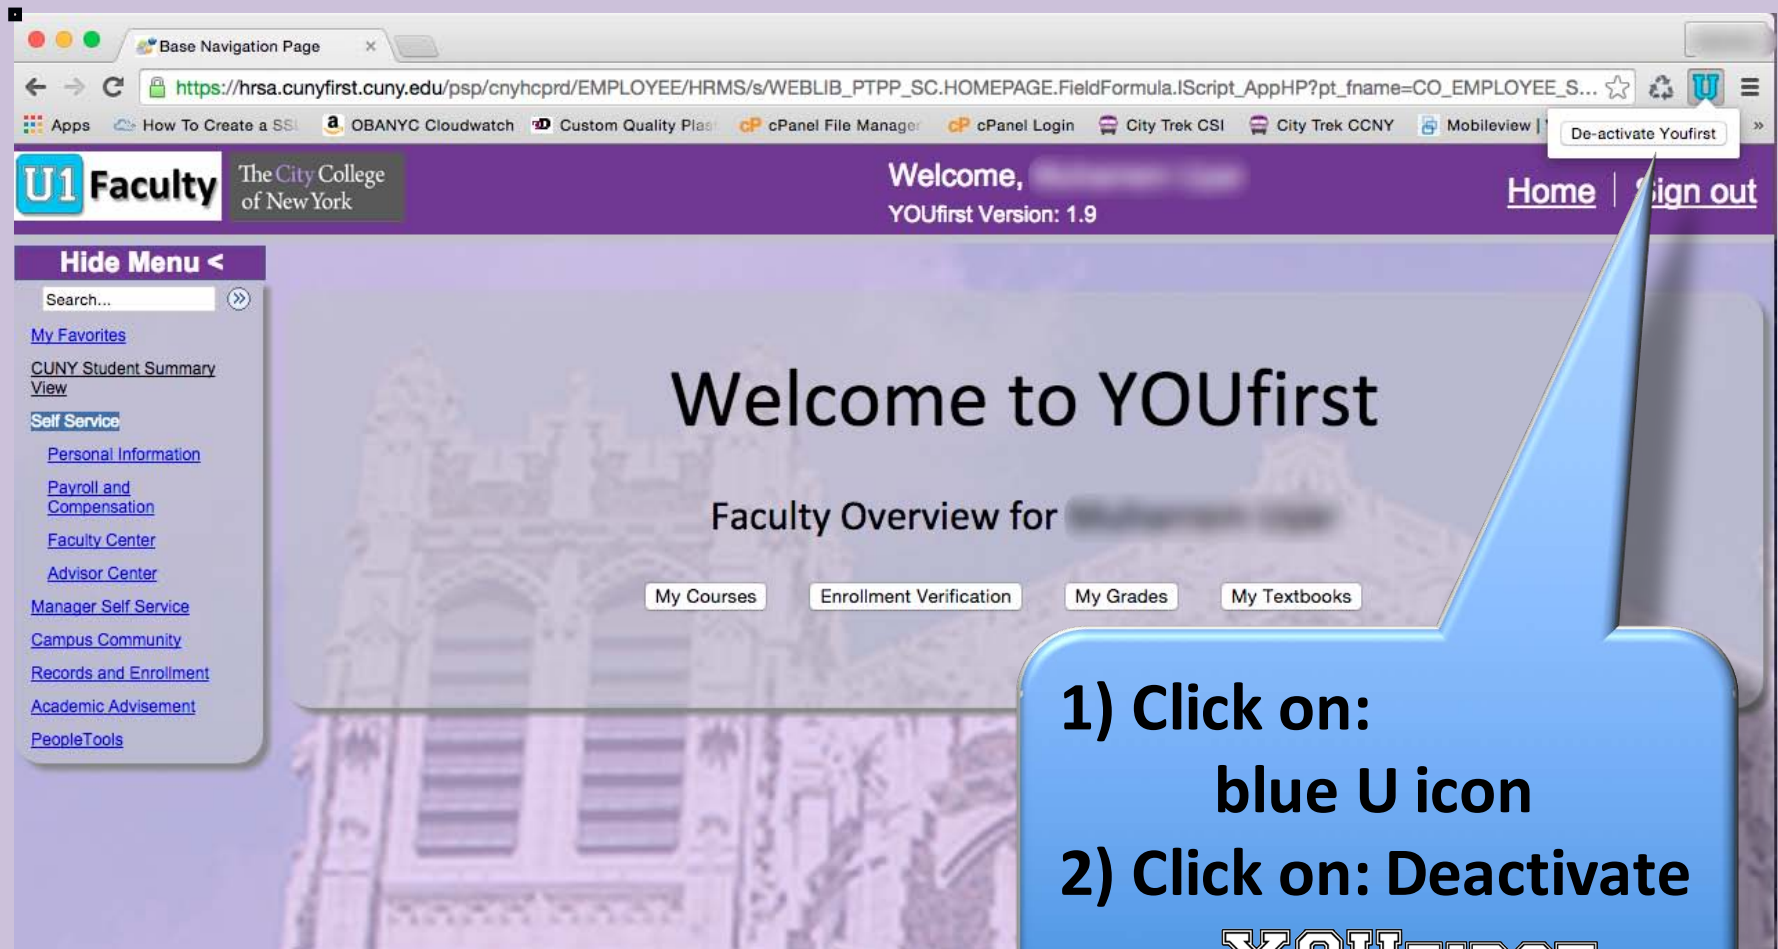 Base Navigation Page
https://hrsa.cunyfirst.cuny.edu/psp/cnyhcprd/EMPLOYEE/HRMS/s/WEBLIB_PTPP_SC.HOMEPAGE.FieldFormula.IScript_AppHP?pt_fname=CO_EMPLOYEE_S...
Apps How To Create a SSL OBANYC Cloudwatch Custom Quality Plas cPanel File Manager cPanel Login City Trek CSI City Trek CCNY Mobileview | »
De-activate Youfirst
U1 Faculty
The City College
of New York
Welcome,
YOUfirst Version: 1.9
Home | Sign out
Hide Menu <
Search...
My Favorites
CUNY Student Summary
View
Self Service
Personal Information
Payroll and
Compensation
Faculty Center
Advisor Center
Manager Self Service
Campus Community
Records and Enrollment
Academic Advisement
PeopleTools
Welcome to YOUfirst
Faculty Overview for
My Courses Enrollment Verification My Grades My Textbooks
1) Click on:
blue U icon
2) Click on: Deactivate
YOUFIRST